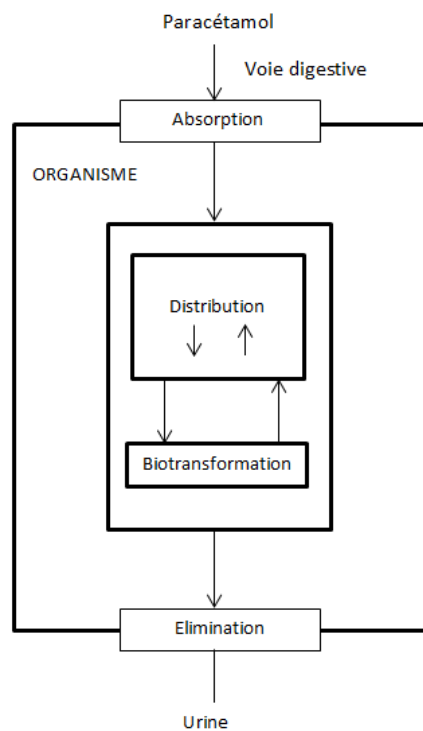 Paracétamol
Voie digestive
Absorption
ORGANISME
Distribution
Biotransformation
Elimination
Urine